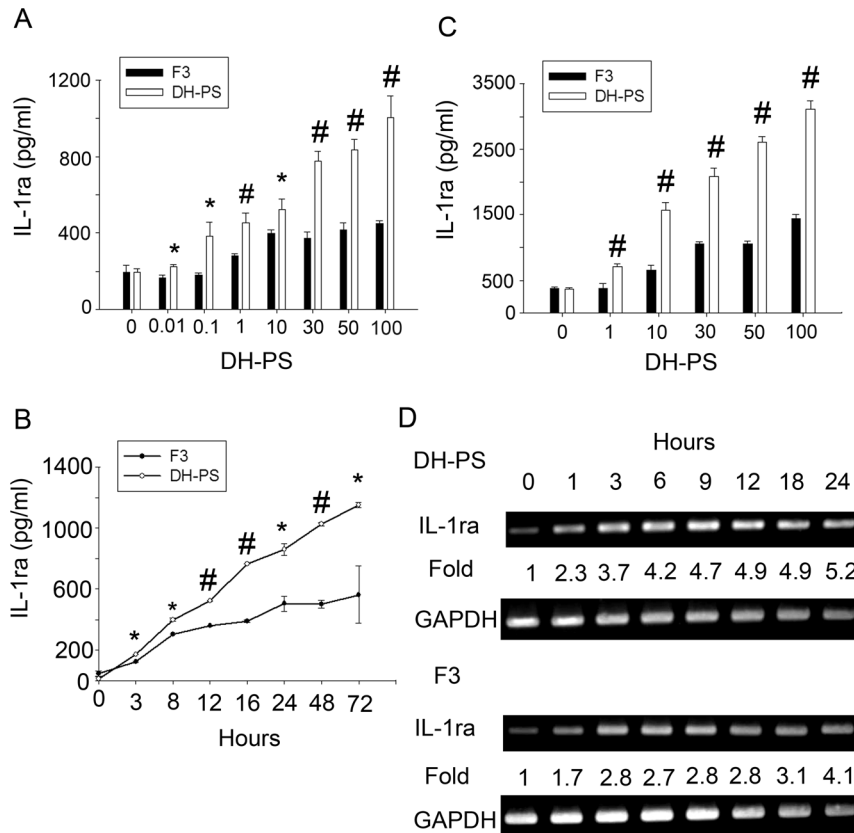 A
F3
DH-PS
1200
800
400
0
IL-1ra (pg/ml)
* * # * # # #
0 0.01 0.1 1 10 30 50 100
DH-PS
C
F3
DH-PS
3500
2500
1500
500
0
IL-1ra (pg/ml)
# # # # #
0 1 10 30 50 100
DH-PS
B
F3
DH-PS
1400
1000
600
200
0
IL-1ra (pg/ml)
* * # # * # *
0 3 8 12 16 24 48 72
Hours
D
Hours
DH-PS 0 1 3 6 9 12 18 24
IL-1ra
Fold 1 2.3 3.7 4.2 4.7 4.9 4.9 5.2
GAPDH
F3
IL-1ra
Fold 1 1.7 2.8 2.7 2.8 2.8 3.1 4.1
GAPDH